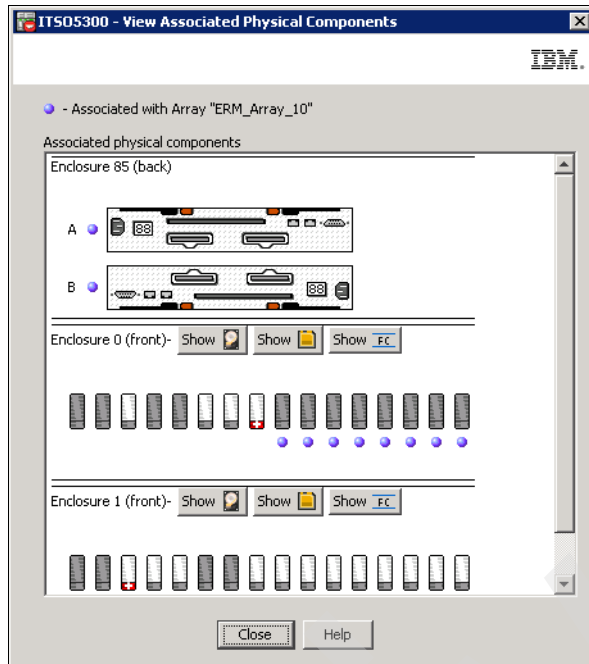 ITSO5300 - View Associated Physical Components
IBM.
- Associated with Array "ERM_Array_10"
Associated physical components
Enclosure 85 (back)
A 88
B 88
Enclosure 0 (front)- Show Show Show FC
Enclosure 1 (front)- Show Show Show FC
Close Help